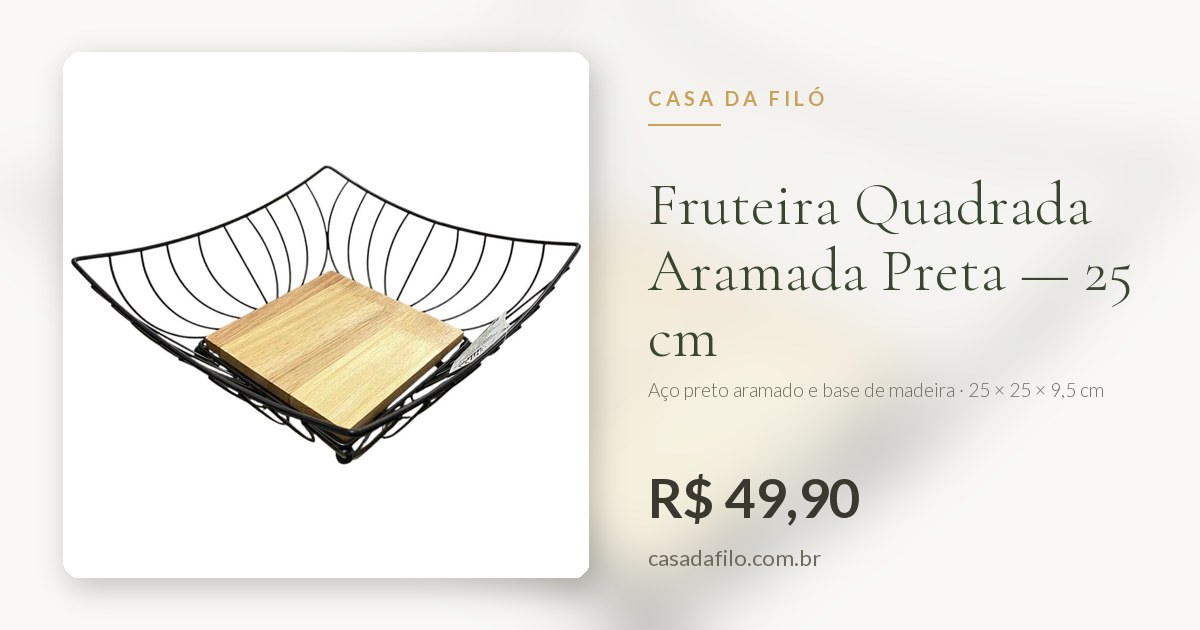 CASA DA FILÓ
Fruteira Quadrada
Aramada Preta — 25
cm
Aço preto aramado e base de madeira · 25 × 25 × 9,5 cm
R$ 49,90
casadafilo.com.br